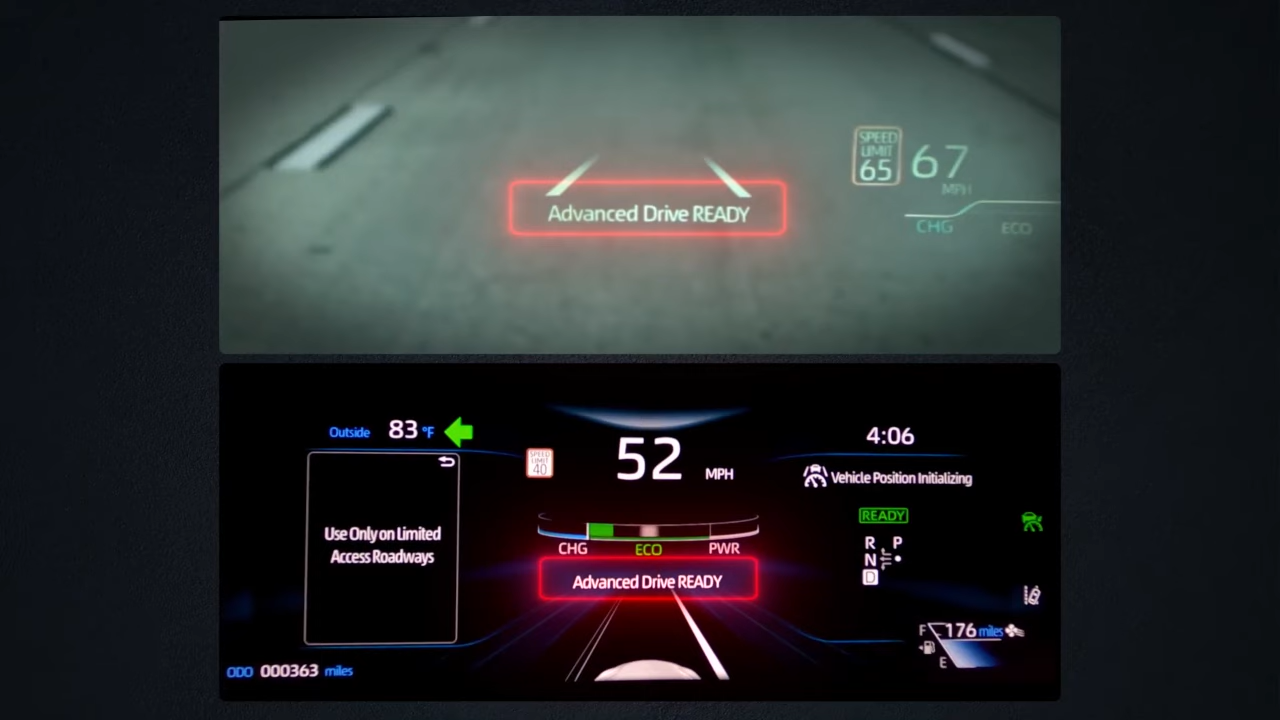 SPEED
LIMIT
65
67
MPH
Advanced Drive READY
CHG
ECO
Outside 83 °F
4:06
SPEED
LIMIT
40
52 MPH
Vehicle Position Initializing
Use Only on Limited
Access Roadways
READY
CHG
ECO
PWR
R P
N
D
Advanced Drive READY
F 176 miles
E
ODO 000363 miles